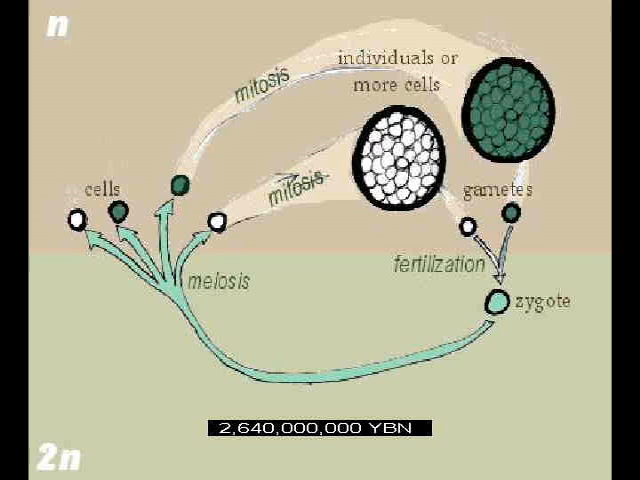 n
individuals or
more cells
mitosis
mitosis
cells
gametes
fertilization
meiosis
zygote
2,640,000,000 YBN
2n